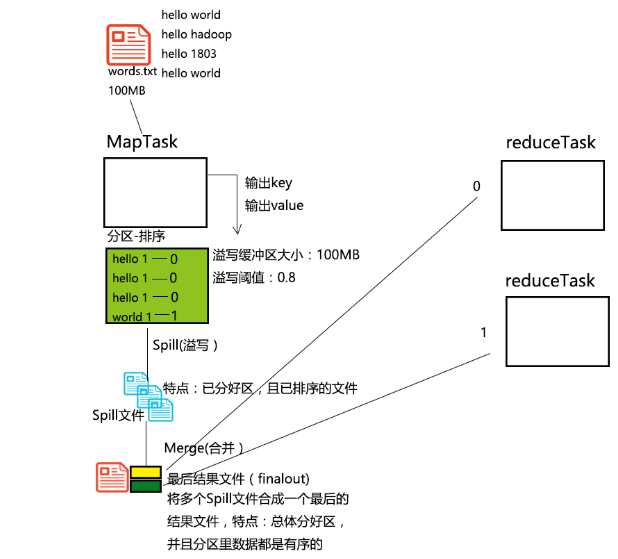 hello world
hello hadoop
hello 1803
hello world
words.txt
100MB
MapTask
输出key
输出value
分区-排序
hello 1 — 0
hello 1 — 0
hello 1 — 0
world 1 — 1
溢写缓冲区大小：100MB
溢写阈值：0.8
Spill(溢写）
特点：已分好区，且已排序的文件
Spill文件
Merge(合并）
最后结果文件（finalout)
将多个Spill文件合成一个最后的
结果文件，特点：总体分好区，
并且分区里数据都是有序的
reduceTask
0
reduceTask
1